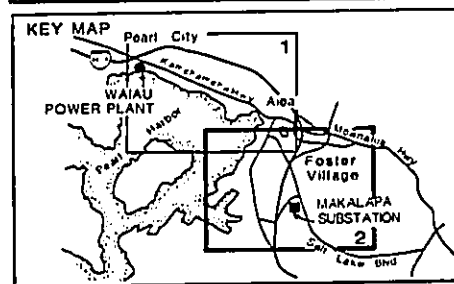 KEY MAP
Pearl City
1
Kamehameha Hwy
WAIAU
POWER PLANT
Aiea
Pearl Harbor
Moanalua Hwy
Foster
Village
MAKALAPA
SUBSTATION
2
Salt Lake Blvd